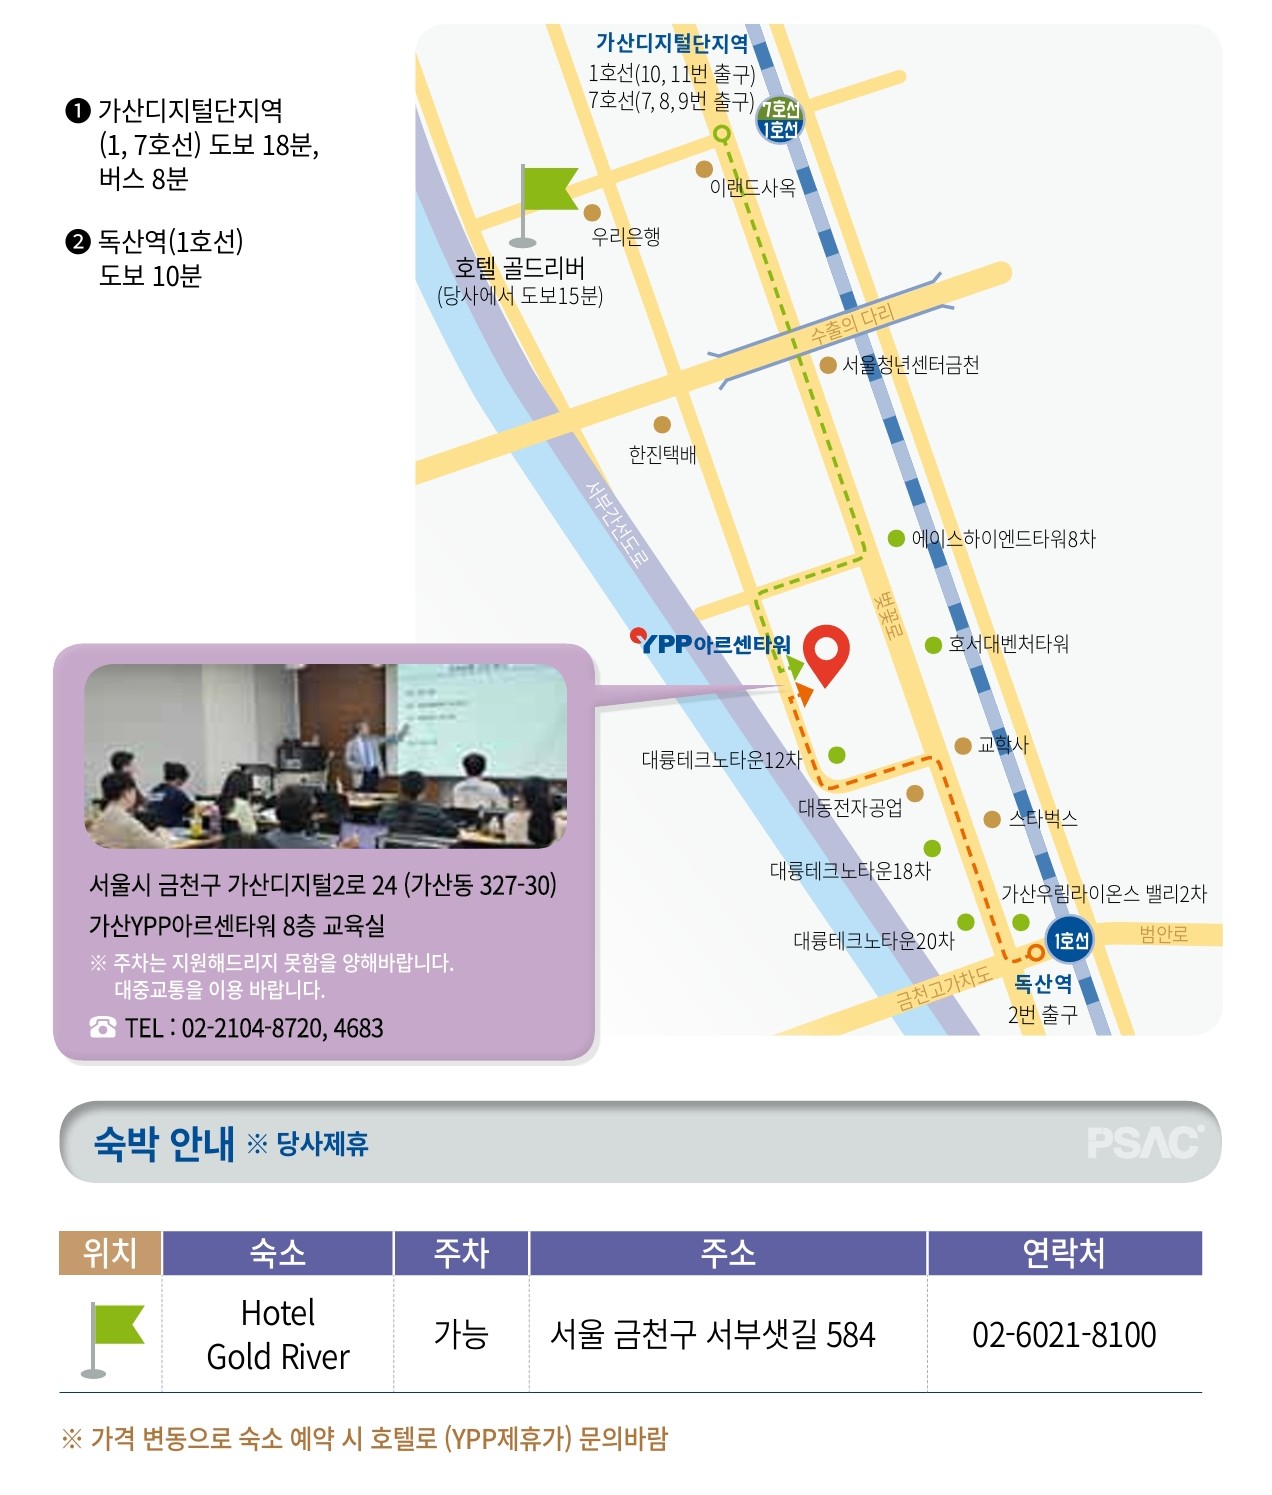 ❶ 가산디지털단지역
(1, 7호선) 도보 18분,
버스 8분
❷ 독산역(1호선)
도보 10분
가산디지털단지역
1호선(10, 11번 출구)
7호선(7, 8, 9번 출구)
7호선
1호선
이랜드사옥
우리은행
호텔 골드리버
(당사에서 도보15분)
수출의 다리
서울청년센터금천
한진택배
서부간선도로
에이스하이엔드타워8차
벚꽃로
YPP아르센타워
호서대벤처타워
교학사
대륭테크노타운12차
대동전자공업
스타벅스
대륭테크노타운18차
가산우림라이온스 밸리2차
대륭테크노타운20차
1호선
범안로
금천고가차도
독산역
2번 출구
서울시 금천구 가산디지털2로 24 (가산동 327-30)
가산YPP아르센타워 8층 교육실
※ 주차는 지원해드리지 못함을 양해바랍니다.
대중교통을 이용 바랍니다.
TEL : 02-2104-8720, 4683
숙박 안내 ※ 당사제휴
PSAC
위치 숙소 주차 주소 연락처
Hotel
Gold River
가능 서울 금천구 서부샛길 584 02-6021-8100
※ 가격 변동으로 숙소 예약 시 호텔로 (YPP제휴가) 문의바람